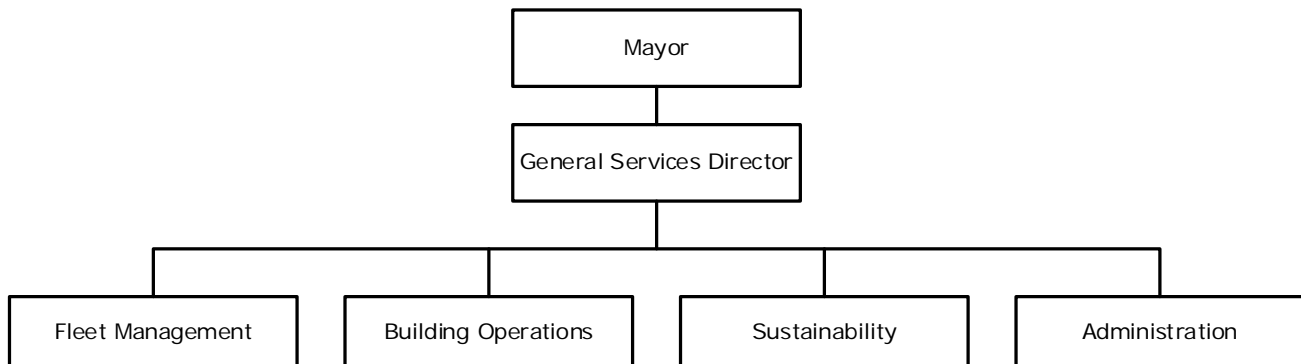 Mayor
General Services Director
Fleet Management
Building Operations
Sustainability
Administration